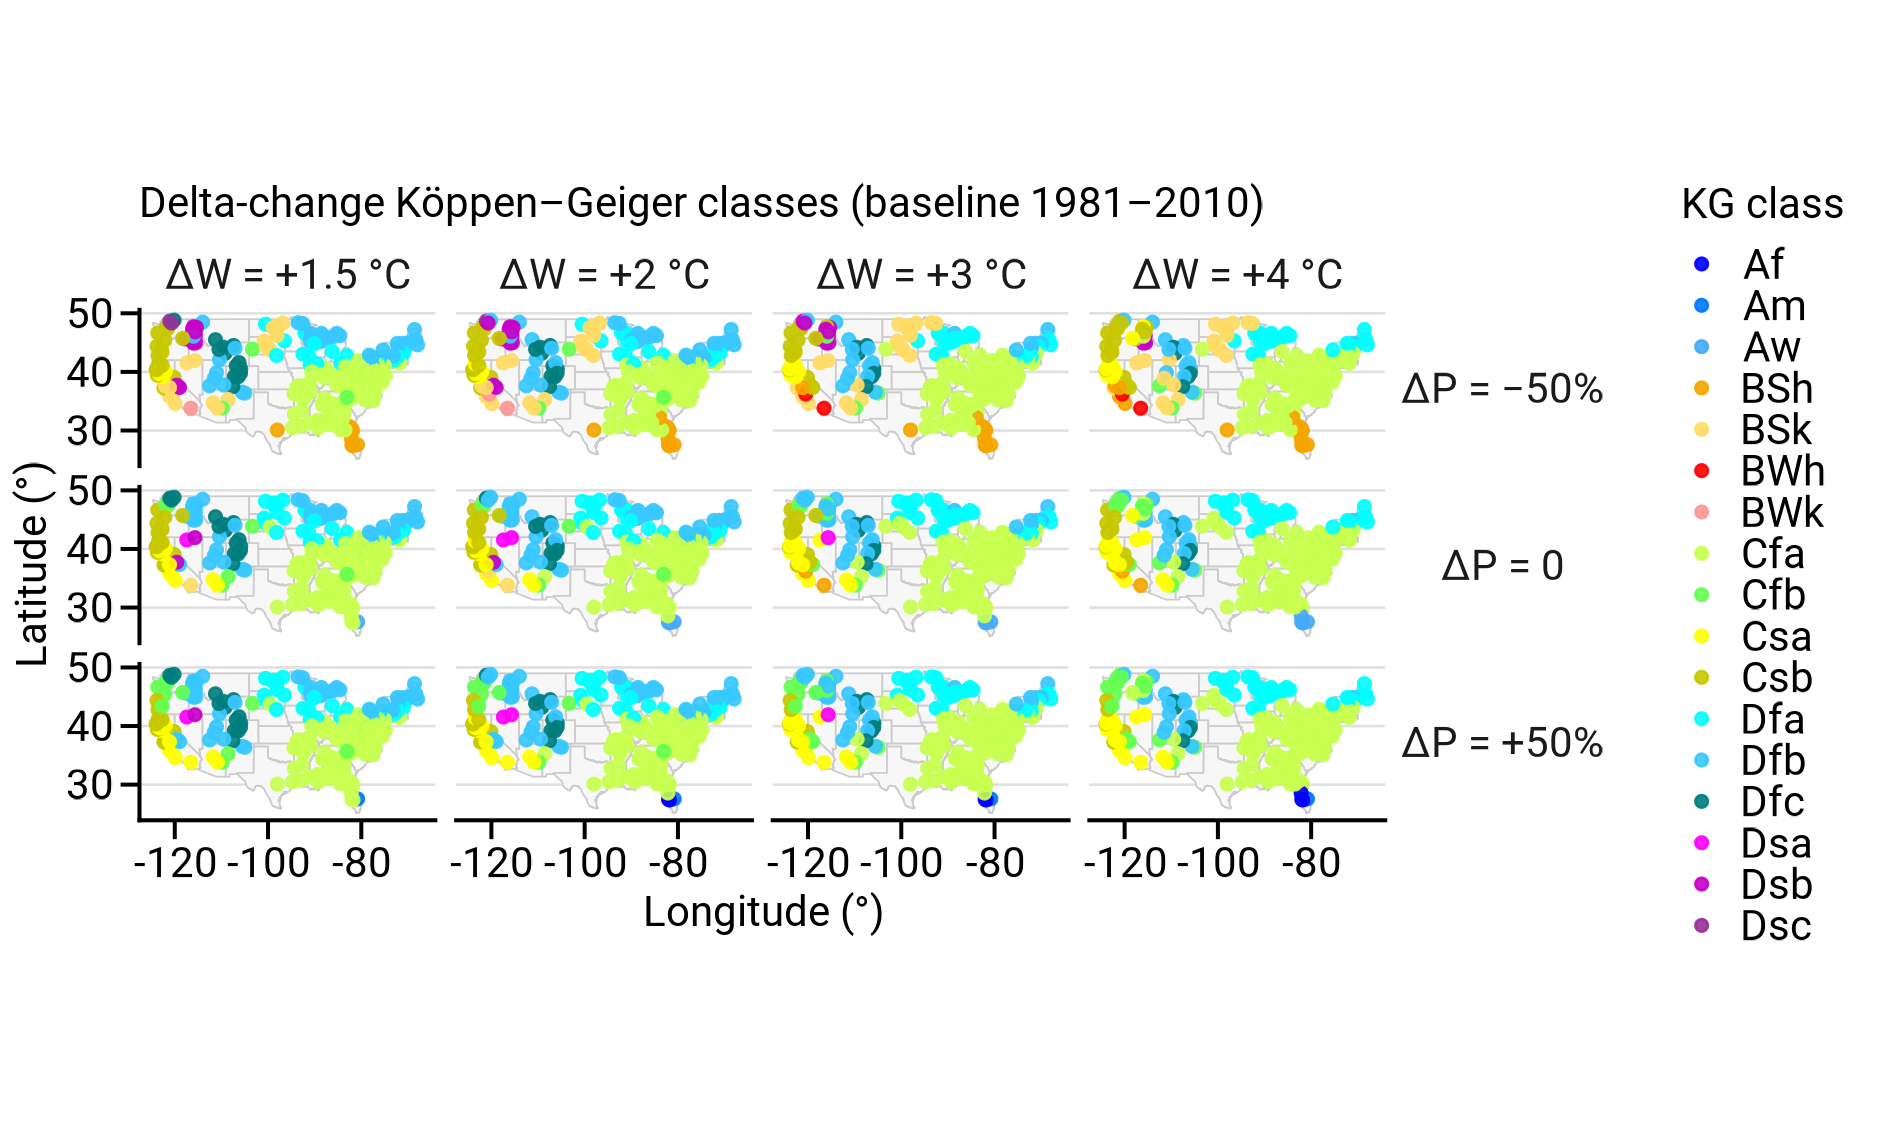 Delta-change Köppen–Geiger classes (baseline 1981–2010)
KG class
ΔW = +1.5 °C
ΔW = +2 °C
ΔW = +3 °C
ΔW = +4 °C
50
40
30
ΔP = −50%
50
40
30
ΔP = 0
50
40
30
ΔP = +50%
Latitude (°)
-120 -100 -80
-120 -100 -80
-120 -100 -80
-120 -100 -80
Longitude (°)
Af
Am
Aw
BSh
BSk
BWh
BWk
Cfa
Cfb
Csa
Csb
Dfa
Dfb
Dfc
Dsa
Dsb
Dsc